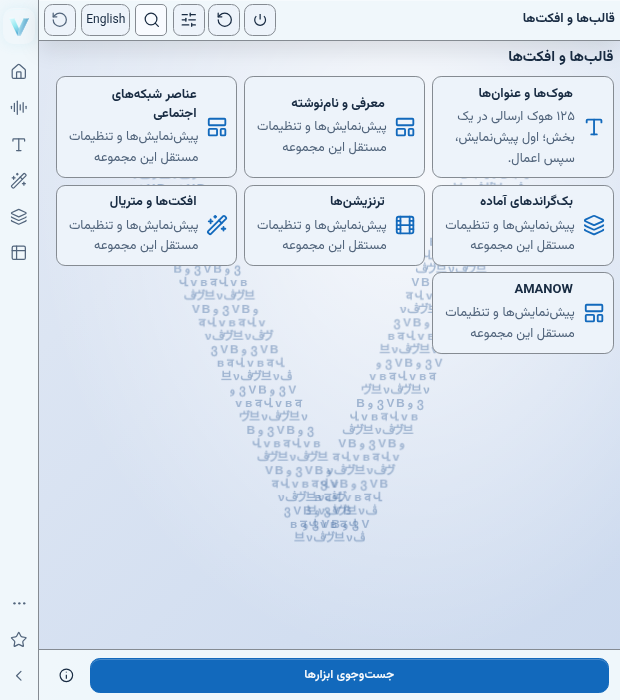 قالب‌ها و افکت‌ها
English
قالب‌ها و افکت‌ها
هوک‌ها و عنوان‌ها
۱۲۵ هوک ارسالی در یک
بخش؛ اول پیش‌نمایش،
سپس اعمال.
معرفی و نام‌نوشته
پیش‌نمایش‌ها و تنظیمات
مستقل این مجموعه
عناصر شبکه‌های
اجتماعی
پیش‌نمایش‌ها و تنظیمات
مستقل این مجموعه
بک‌گراندهای آماده
پیش‌نمایش‌ها و تنظیمات
مستقل این مجموعه
ترنزیشن‌ها
پیش‌نمایش‌ها و تنظیمات
مستقل این مجموعه
افکت‌ها و متریال
پیش‌نمایش‌ها و تنظیمات
مستقل این مجموعه
AMANOW
پیش‌نمایش‌ها و تنظیمات
مستقل این مجموعه
جست‌وجوی ابزارها